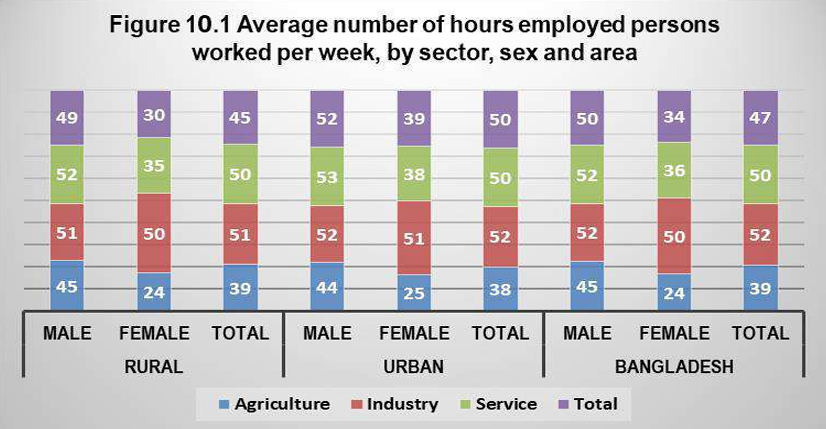 Figure 10.1 Average number of hours employed persons
worked per week, by sector, sex and area
49 30 45 52 39 50 50 34 47
52 35 50 53 38 50 52 36 50
51 50 51 52 51 52 52 50 52
45 24 39 44 25 38 45 24 39
MALE FEMALE TOTAL MALE FEMALE TOTAL MALE FEMALE TOTAL
RURAL URBAN BANGLADESH
Agriculture Industry Service Total